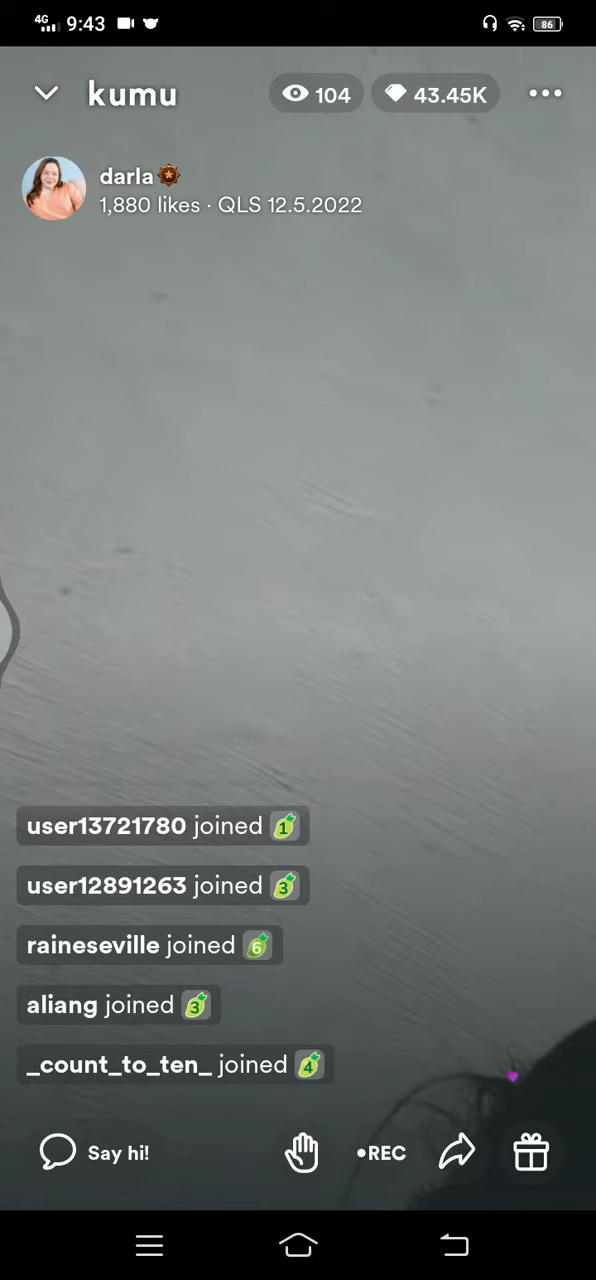 4G 9:43 86
kumu 104 43.45K
darla
1,880 likes · QLS 12.5.2022
user13721780 joined 1
user12891263 joined 3
raineseville joined 6
aliang joined 3
_count_to_ten_ joined 4
Say hi! •REC